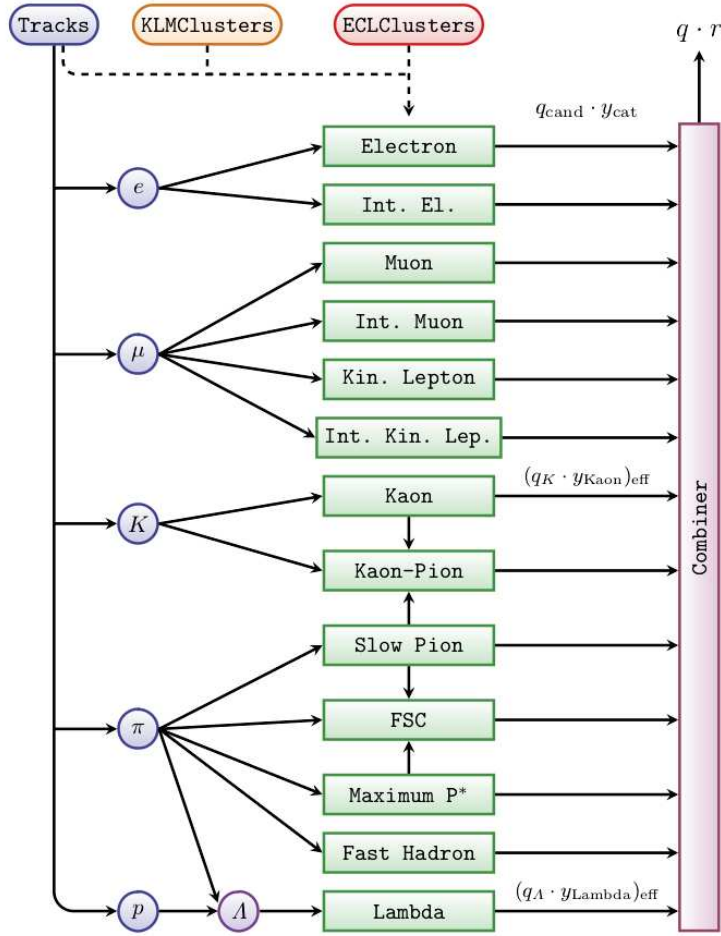 Tracks KLMClusters ECLClusters
q · r
q_cand · y_cat
Electron
e
Int. El.
Muon
Int. Muon
μ
Kin. Lepton
Int. Kin. Lep.
(q_K · y_Kaon)_eff
Kaon
K
Kaon-Pion
Combiner
Slow Pion
π
FSC
Maximum P*
Fast Hadron
(q_Λ · y_Lambda)_eff
p Λ Lambda